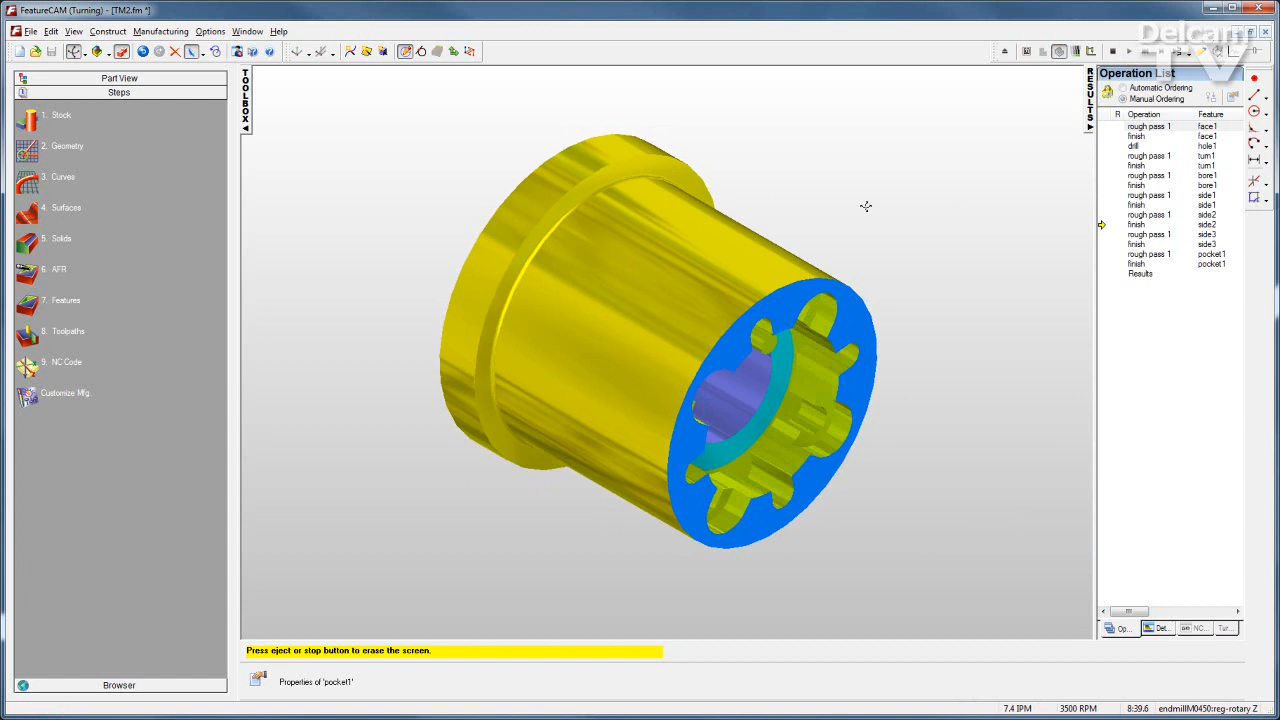 FeatureCAM (Turning) - [TM2.fm *]
File Edit View Construct Manufacturing Options Window Help
Delcam TV
Part View
Steps
1. Stock
2. Geometry
3. Curves
4. Surfaces
5. Solids
6. AFR
7. Features
8. Toolpaths
9. NC Code
Customize Mfg.
Browser
TOOLBOX
RESULTS
Operation List
Automatic Ordering
Manual Ordering
R Operation Feature
rough pass 1 face1
finish face1
drill hole1
rough pass 1 turn1
finish turn1
rough pass 1 bore1
finish bore1
rough pass 1 side1
finish side1
rough pass 1 side2
finish side2
rough pass 1 side3
finish side3
rough pass 1 pocket1
finish pocket1
Results
Op... Det... NC... Tur...
Press eject or stop button to erase the screen.
Properties of 'pocket1'
7.4 IPM 3500 RPM 8:39.6 endmillM0450:reg-rotary Z